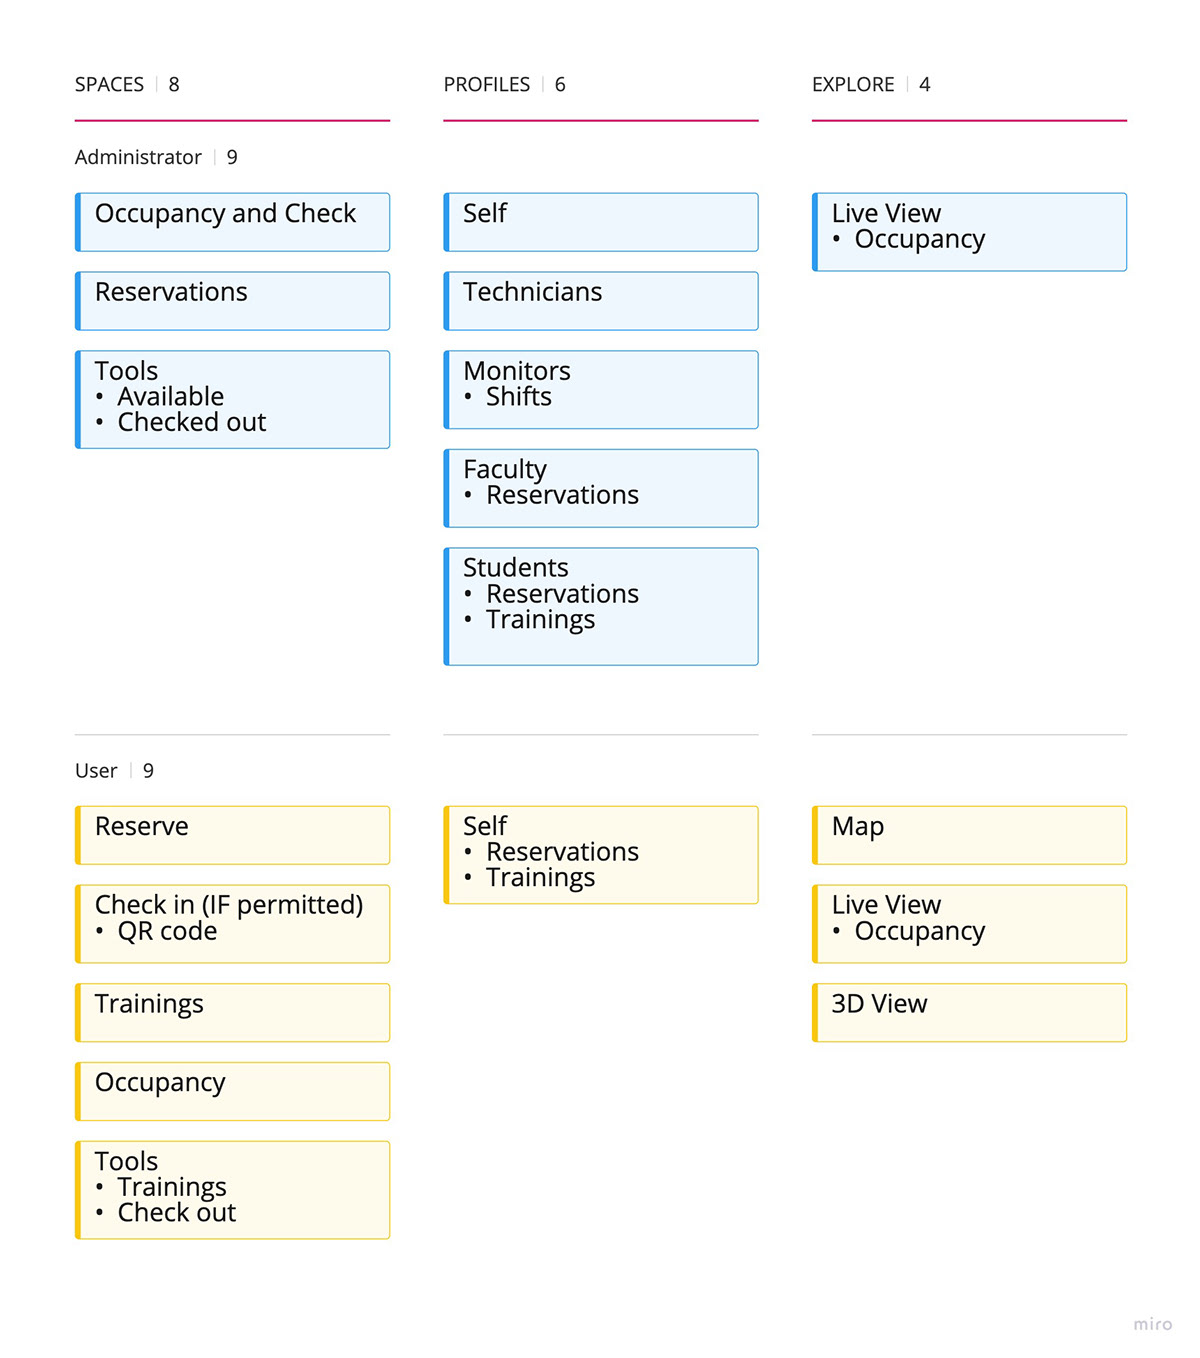 SPACES | 8
PROFILES | 6
EXPLORE | 4
Administrator | 9
Occupancy and Check
Reservations
Tools
• Available
• Checked out
Self
Technicians
Monitors
• Shifts
Faculty
• Reservations
Students
• Reservations
• Trainings
Live View
• Occupancy
User | 9
Reserve
Check in (IF permitted)
• QR code
Trainings
Occupancy
Tools
• Trainings
• Check out
Self
• Reservations
• Trainings
Map
Live View
• Occupancy
3D View
miro